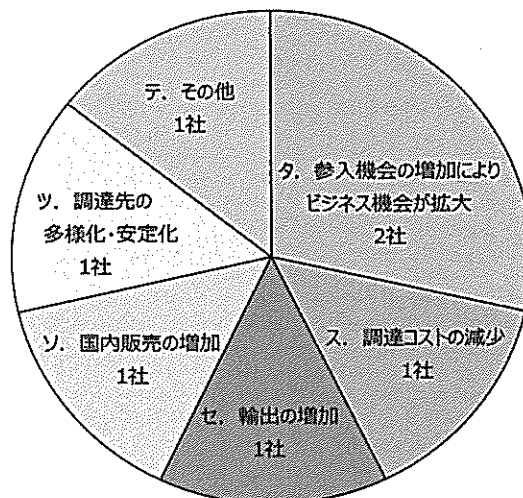 テ．その他
1社
タ．参入機会の増加により
ビジネス機会が拡大
2社
ツ．調達先の
多様化・安定化
1社
ソ．国内販売の増加
1社
ス．調達コストの減少
1社
セ．輸出の増加
1社